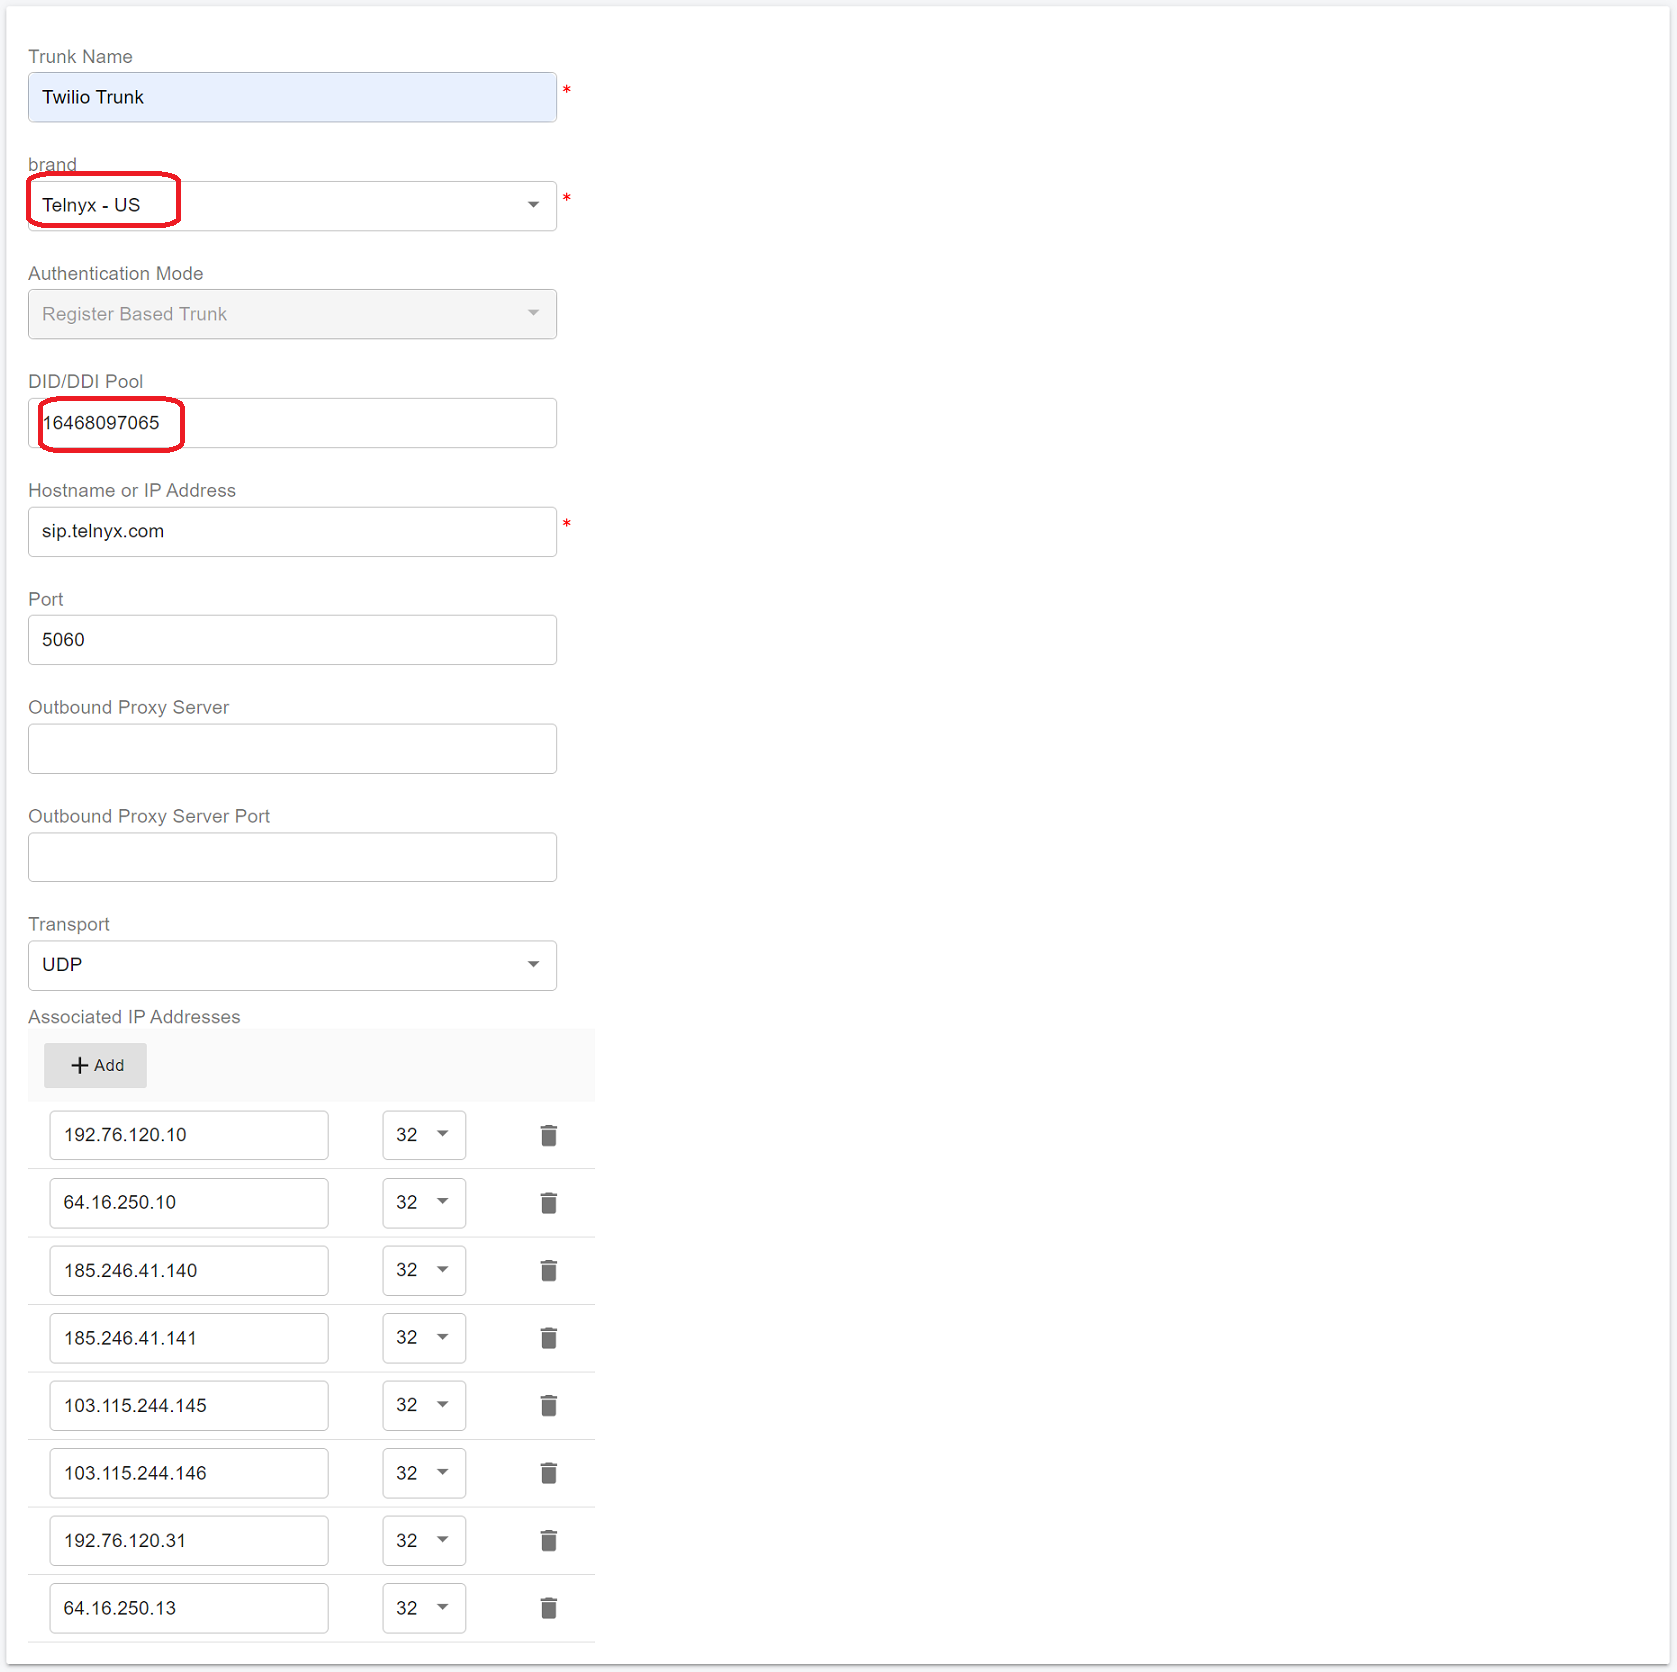 Trunk Name
Twilio Trunk *
brand
Telnyx - US *
Authentication Mode
Register Based Trunk
DID/DDI Pool
16468097065
Hostname or IP Address
sip.telnyx.com *
Port
5060
Outbound Proxy Server
Outbound Proxy Server Port
Transport
UDP
Associated IP Addresses
+ Add
192.76.120.10 32
64.16.250.10 32
185.246.41.140 32
185.246.41.141 32
103.115.244.145 32
103.115.244.146 32
192.76.120.31 32
64.16.250.13 32